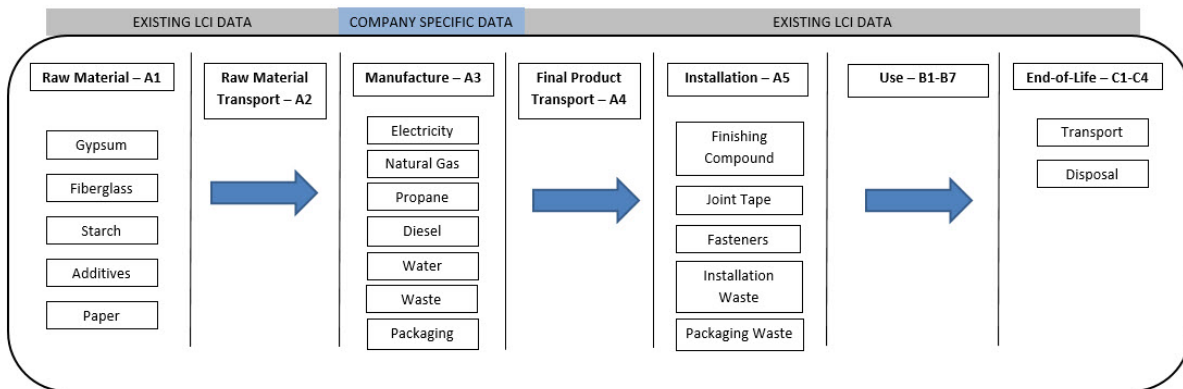 EXISTING LCI DATA
COMPANY SPECIFIC DATA
EXISTING LCI DATA
Raw Material – A1
Gypsum
Fiberglass
Starch
Additives
Paper
Raw Material
Transport – A2
Manufacture – A3
Electricity
Natural Gas
Propane
Diesel
Water
Waste
Packaging
Final Product
Transport – A4
Installation – A5
Finishing
Compound
Joint Tape
Fasteners
Installation
Waste
Packaging Waste
Use – B1-B7
End-of-Life – C1-C4
Transport
Disposal